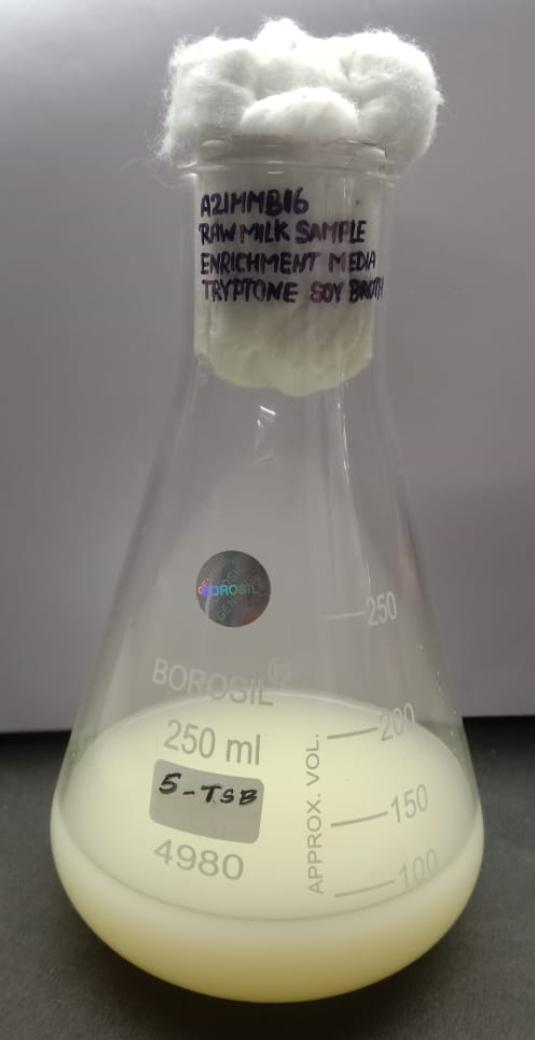 A21MMB16
RAW MILK SAMPLE
ENRICHMENT MEDIA
TRYPTONE SOY BROTH
BOROSIL
250
BOROSIL®
250 ml
5-TSB
4980
APPROX. VOL.
200
150
100